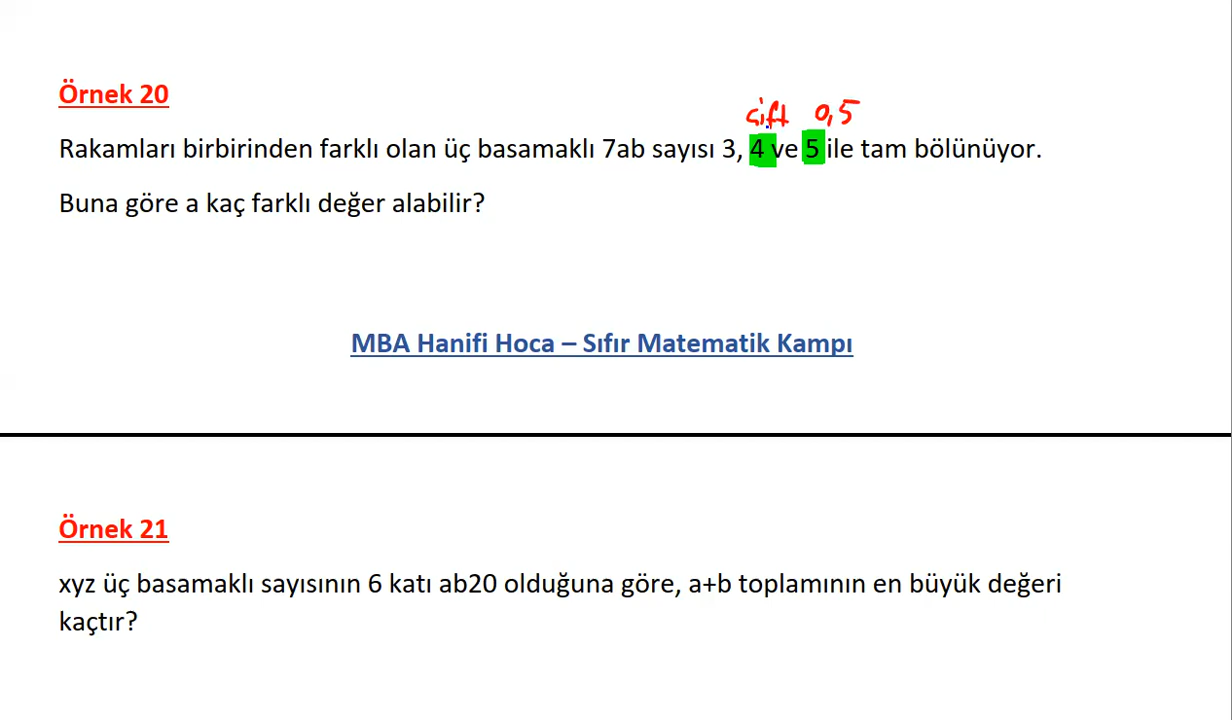 Örnek 20
çift 0,5
Rakamları birbirinden farklı olan üç basamaklı 7ab sayısı 3, 4 ve 5 ile tam bölünüyor.
Buna göre a kaç farklı değer alabilir?
MBA Hanifi Hoca – Sıfır Matematik Kampı
Örnek 21
xyz üç basamaklı sayısının 6 katı ab20 olduğuna göre, a+b toplamının en büyük değeri
kaçtır?